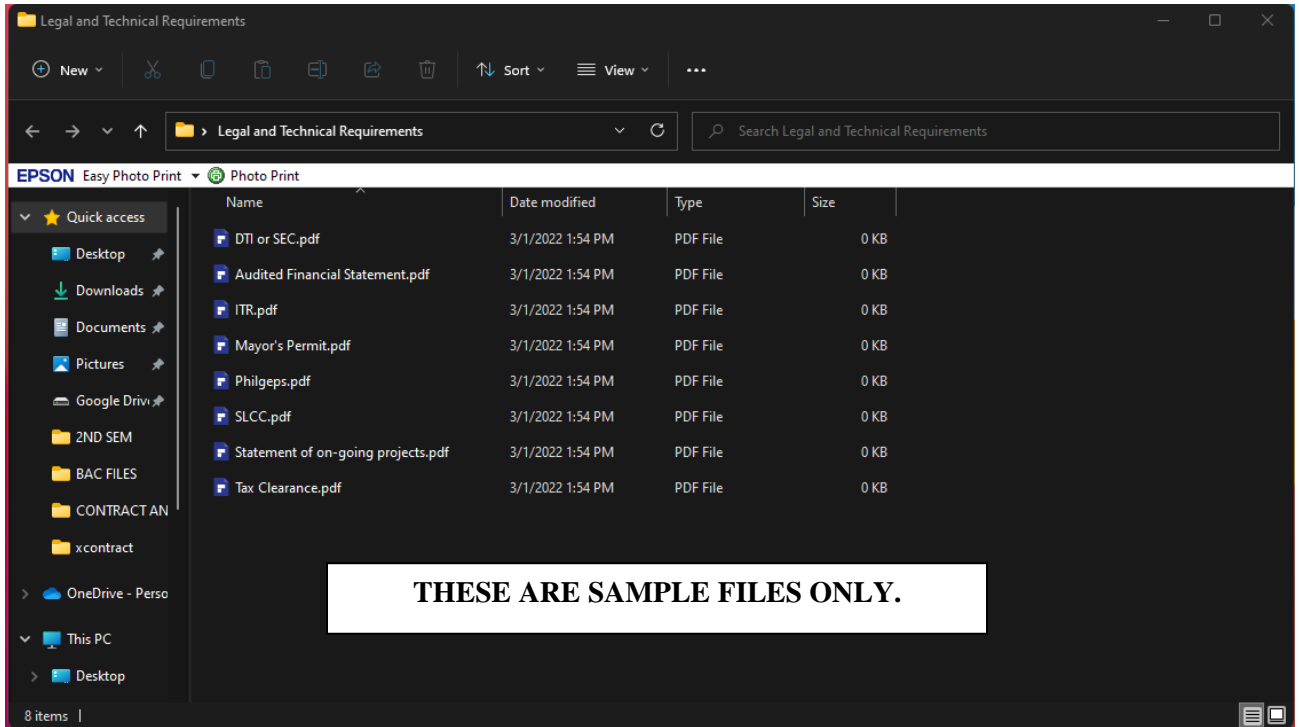 Legal and Technical Requirements
New Sort View
Legal and Technical Requirements Search Legal and Technical Requirements
EPSON Easy Photo Print Photo Print
Name Date modified Type Size
Quick access
Desktop
Downloads
Documents
Pictures
Google Driv
2ND SEM
BAC FILES
CONTRACT AN
xcontract
OneDrive - Perso
This PC
Desktop
DTI or SEC.pdf 3/1/2022 1:54 PM PDF File 0 KB
Audited Financial Statement.pdf 3/1/2022 1:54 PM PDF File 0 KB
ITR.pdf 3/1/2022 1:54 PM PDF File 0 KB
Mayor's Permit.pdf 3/1/2022 1:54 PM PDF File 0 KB
Philgeps.pdf 3/1/2022 1:54 PM PDF File 0 KB
SLCC.pdf 3/1/2022 1:54 PM PDF File 0 KB
Statement of on-going projects.pdf 3/1/2022 1:54 PM PDF File 0 KB
Tax Clearance.pdf 3/1/2022 1:54 PM PDF File 0 KB
THESE ARE SAMPLE FILES ONLY.
8 items